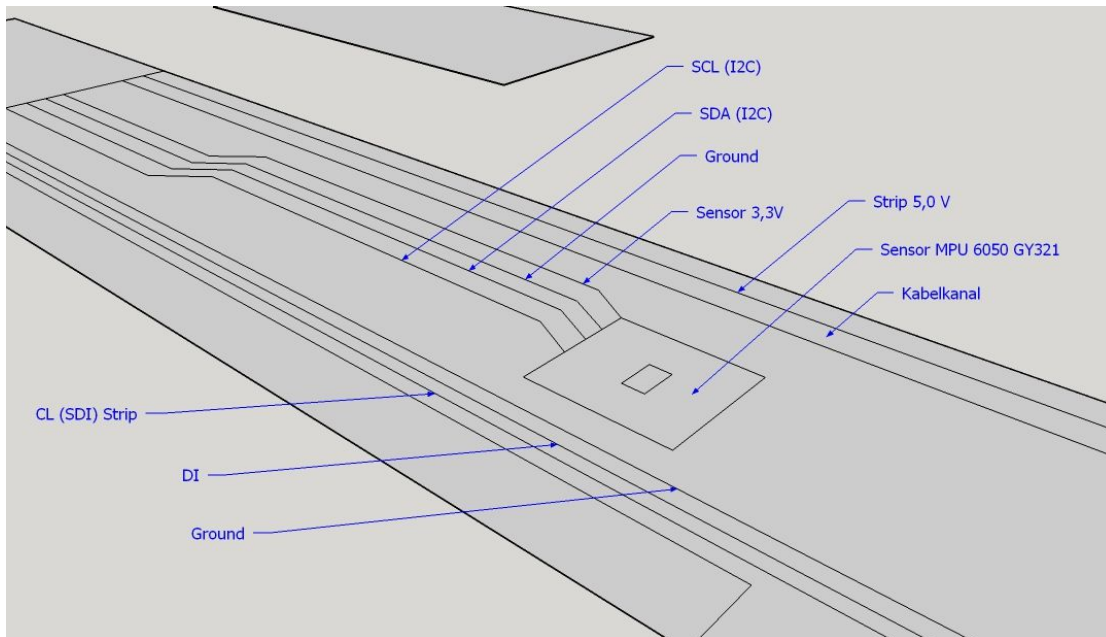 SCL (I2C)
SDA (I2C)
Ground
Sensor 3,3V
Strip 5,0 V
Sensor MPU 6050 GY321
Kabelkanal
CL (SDI) Strip
DI
Ground